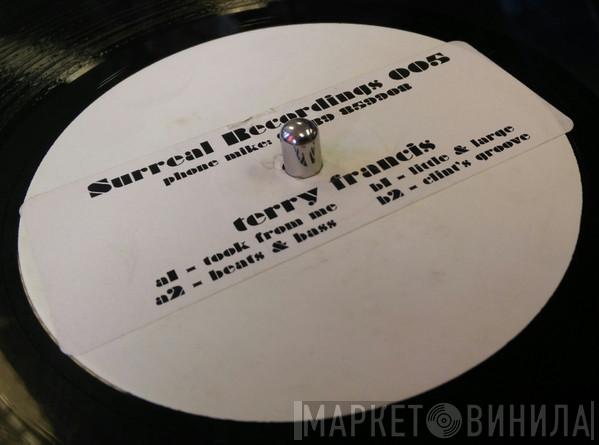 Surreal Recordings 005
phone mike: 859908
terry francis
a1 - took from me
a2 - beats & bass
b1 - little & large
b2 - clint's groove
МАРКЕТ ВИНИЛА